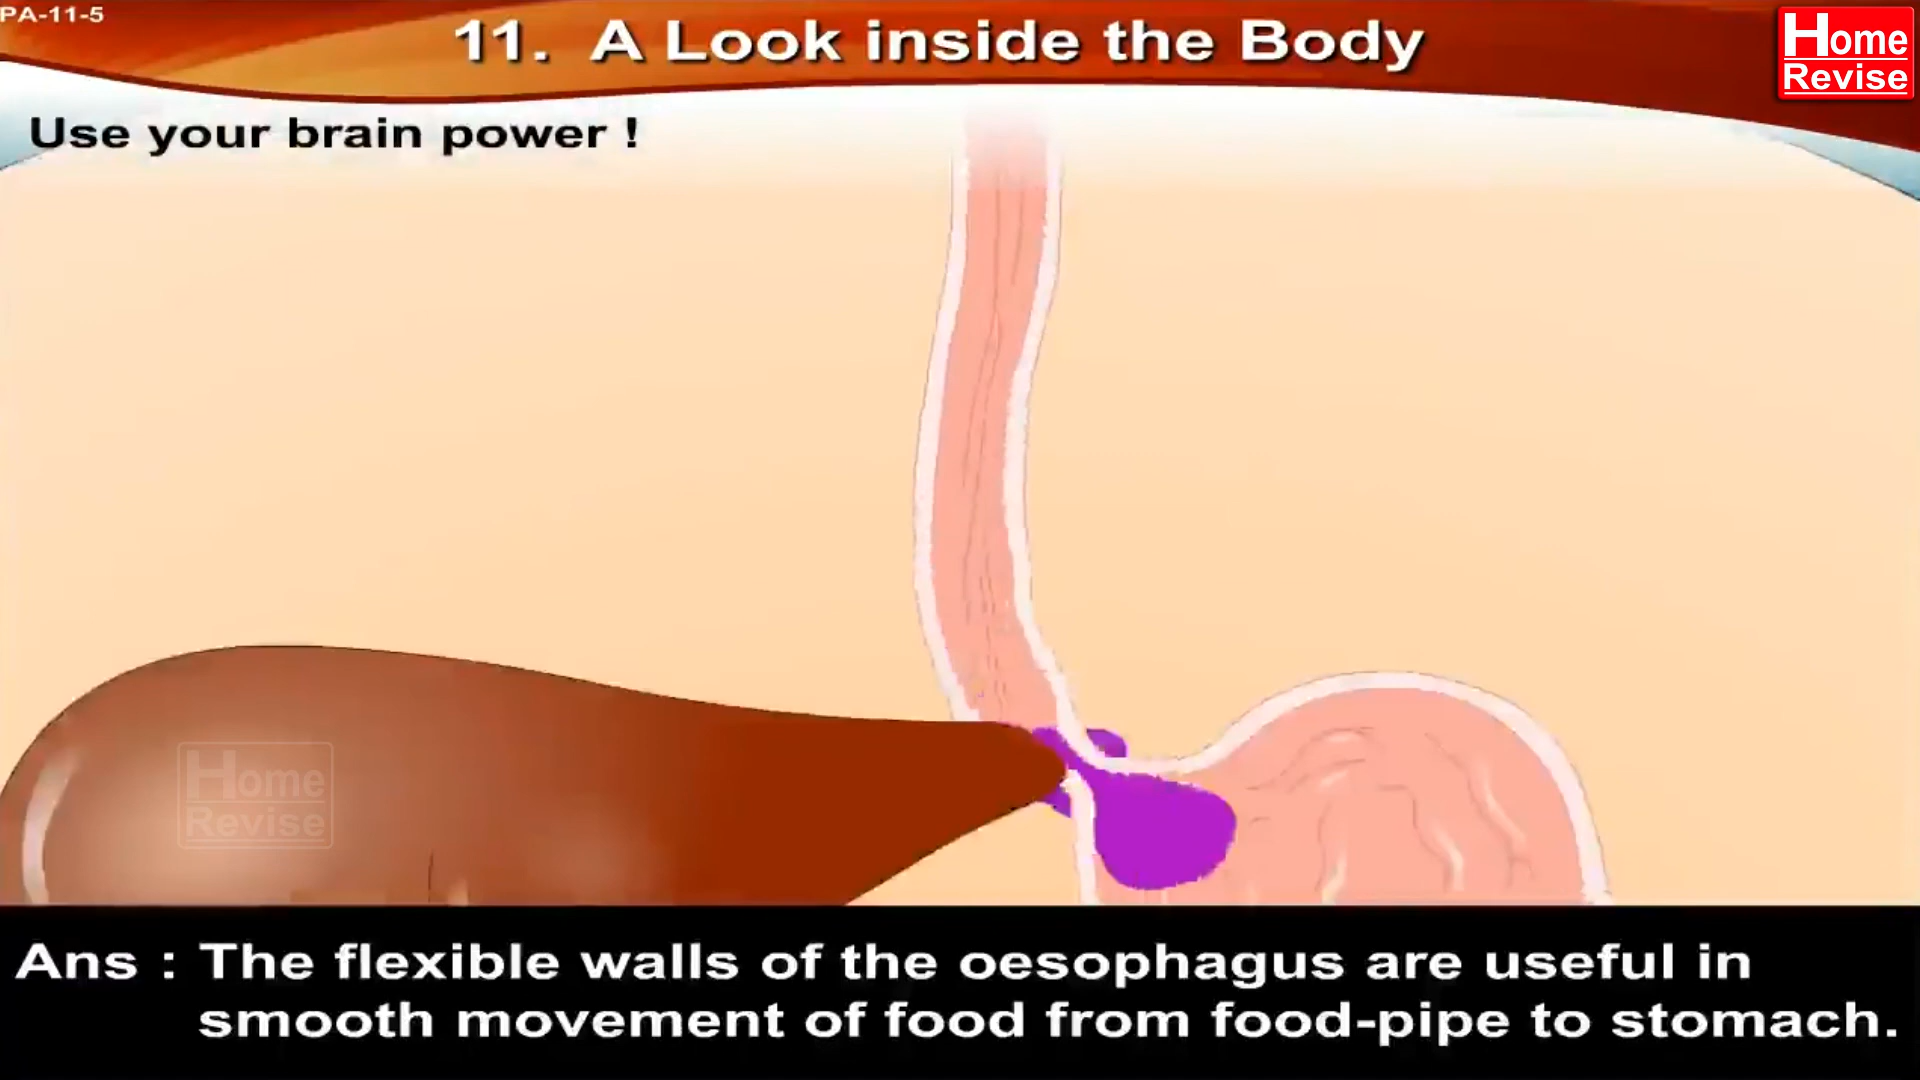 PA-11-5
11. A Look inside the Body
Home
Revise
Use your brain power !
Home
Revise
Ans : The flexible walls of the oesophagus are useful in
smooth movement of food from food-pipe to stomach.